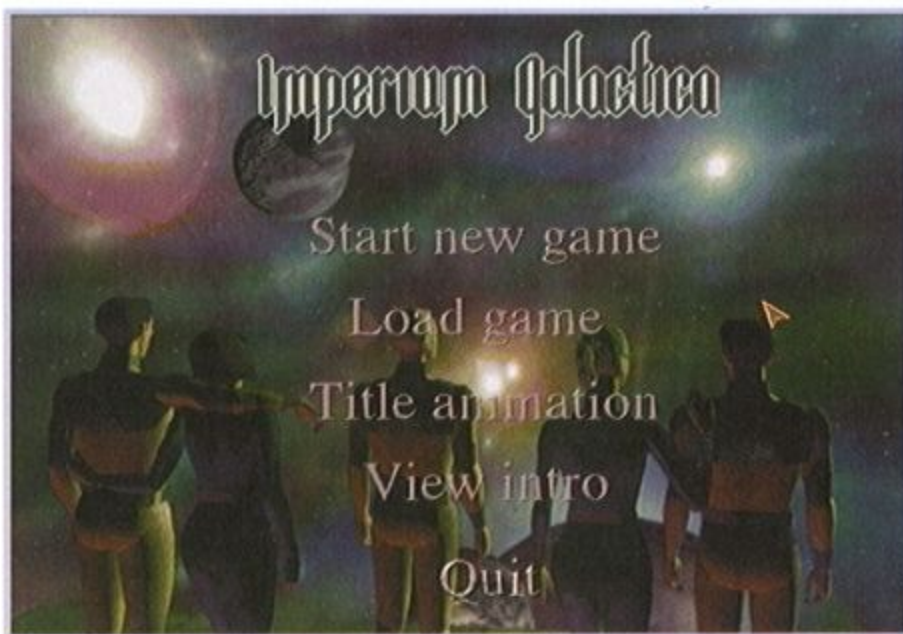 Imperium Galactica
Start new game
Load game
Title animation
View intro
Quit